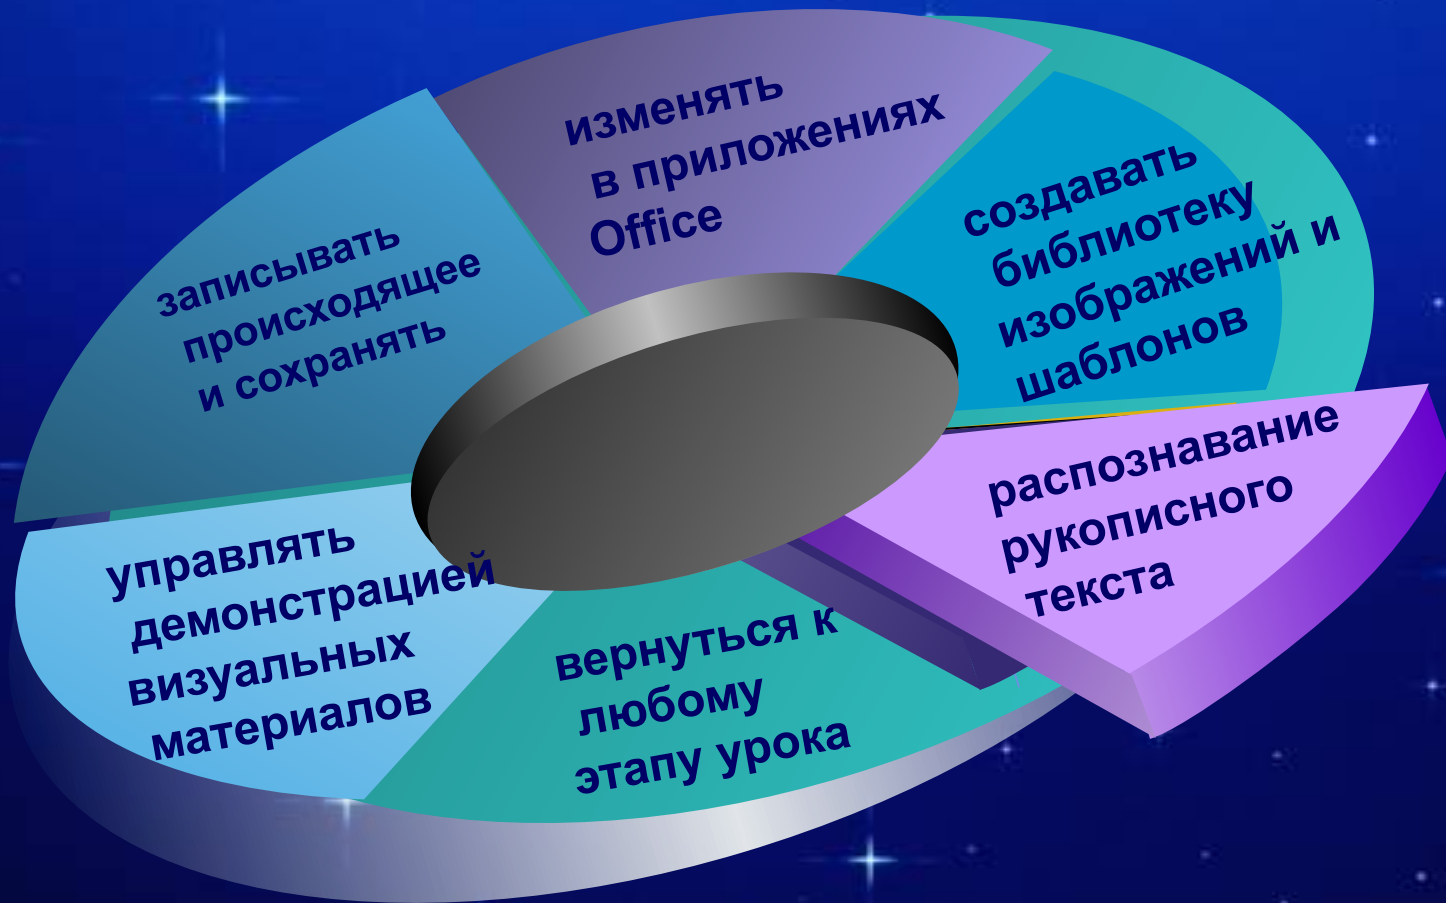 изменять
в приложениях
Office
создавать
библиотеку
изображений и
шаблонов
распознавание
рукописного
текста
вернуться к
любому
этапу урока
управлять
демонстрацией
визуальных
материалов
записывать
происходящее
и сохранять